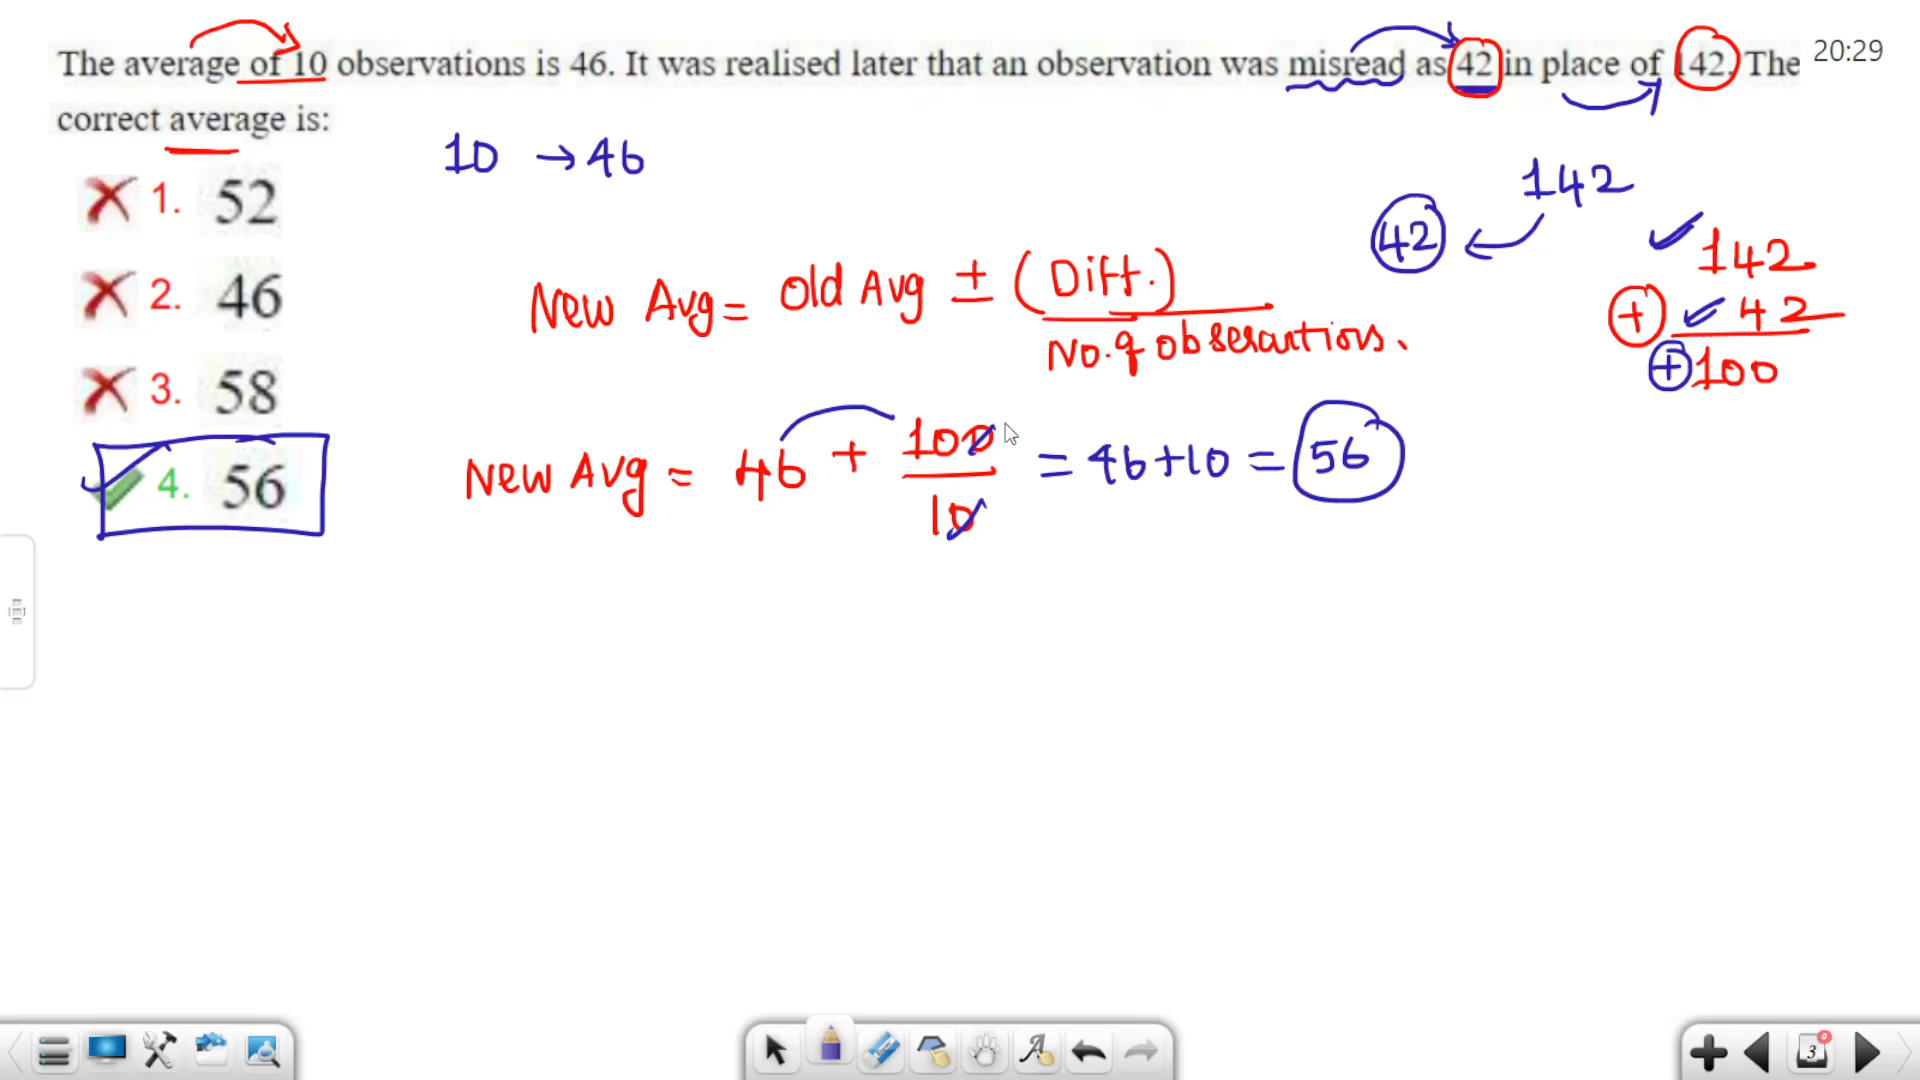 The average of 10 observations is 46. It was realised later that an observation was misread as 42 in place of 142. The
20:29
correct average is:
10 → 46
142
42
1. 52
142
42
+
+100
2. 46
New Avg = Old Avg ± (Diff.)
No. of observations.
3. 58
New Avg = 46 + 100 = 46+10 = 56
10
4. 56
3
0